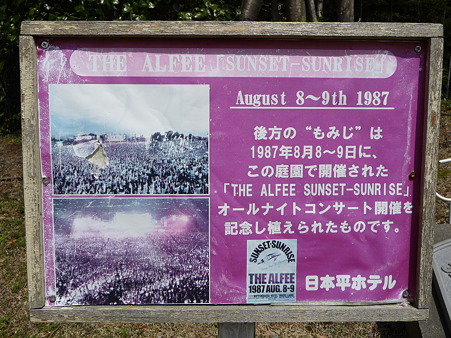 THE ALFEE「SUNSET-SUNRISE」
August 8～9th 1987
後方の“もみじ”は
1987年8月8～9日に、
この庭園で開催された
「THE ALFEE SUNSET-SUNRISE」
オールナイトコンサート開催を
記念し植えられたものです。
SUNSET-SUNRISE
THE ALFEE
1987 AUG. 8-9
日本平ホテル